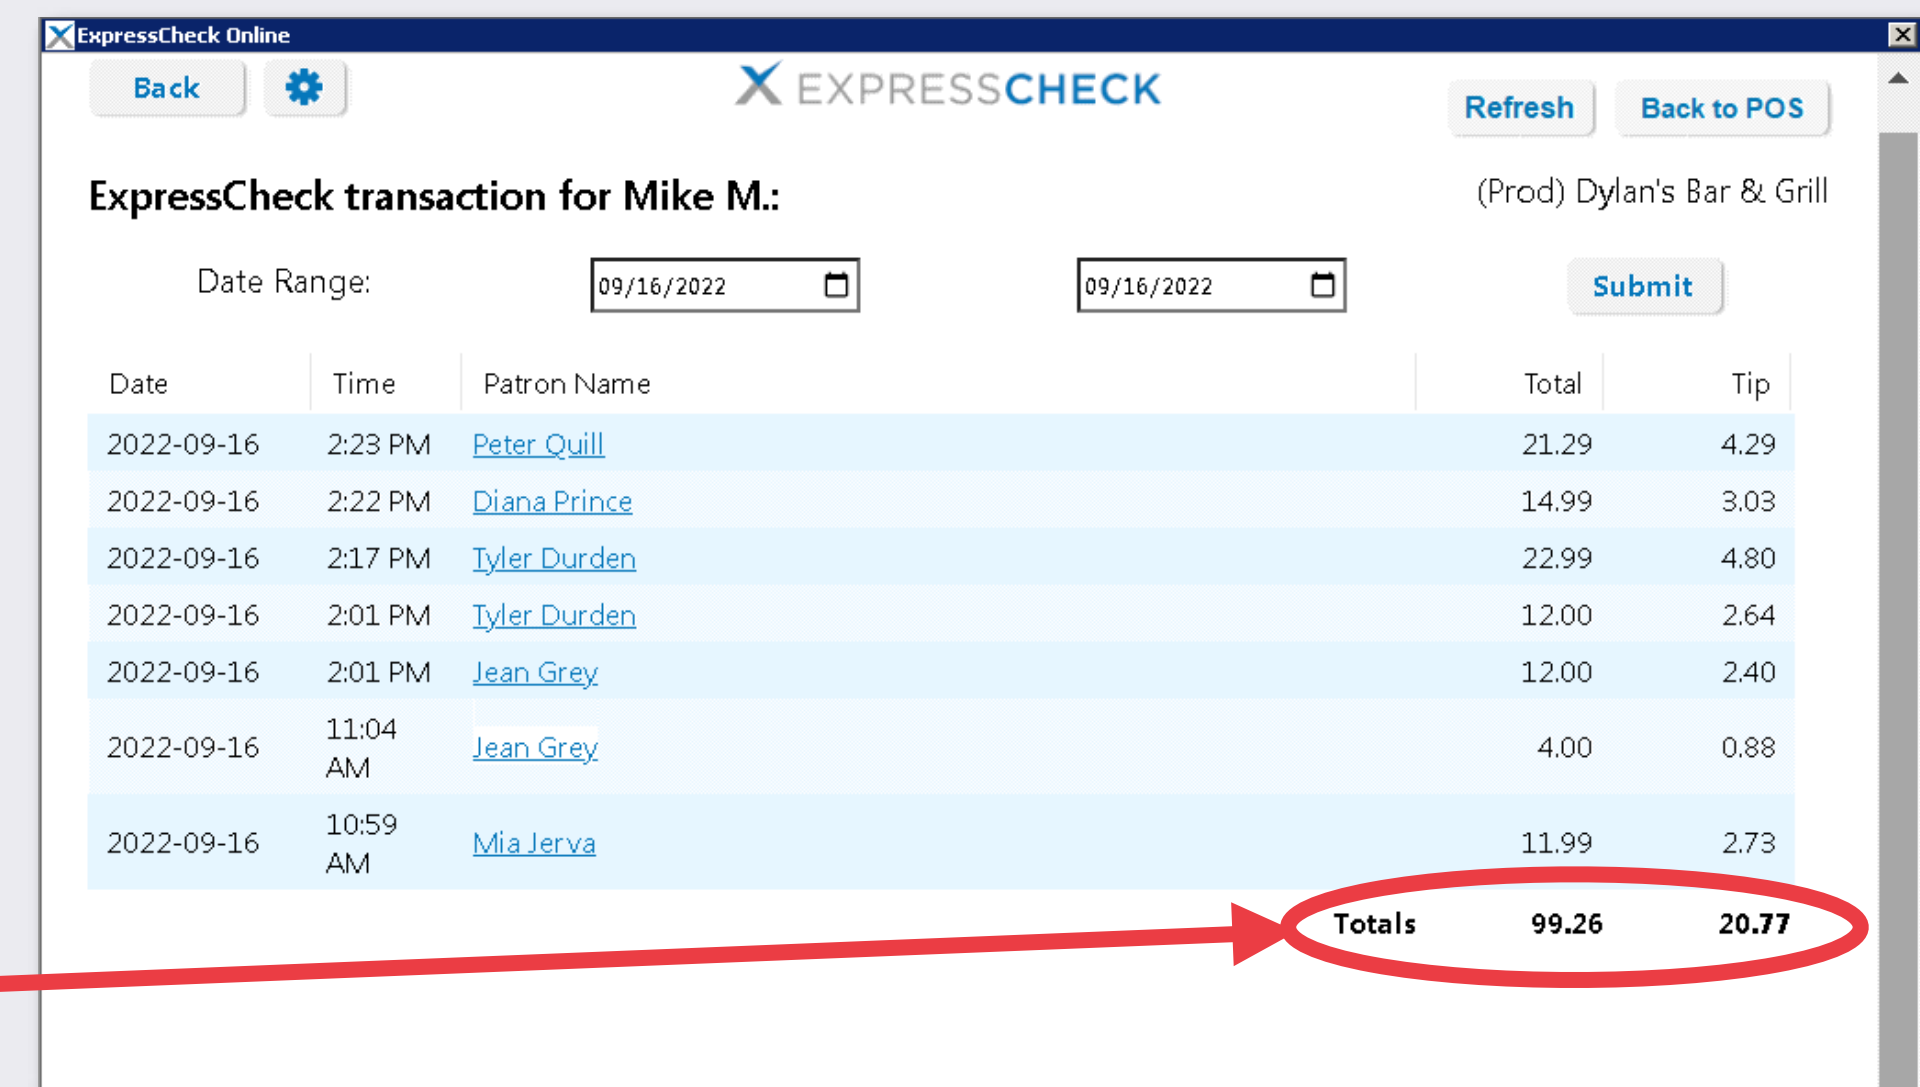 ExpressCheck Online
Back
EXPRESSCHECK
Refresh Back to POS
ExpressCheck transaction for Mike M.:
(Prod) Dylan's Bar & Grill
Date Range: 09/16/2022 09/16/2022 Submit
Date Time Patron Name Total Tip
2022-09-16 2:23 PM Peter Quill 21.29 4.29
2022-09-16 2:22 PM Diana Prince 14.99 3.03
2022-09-16 2:17 PM Tyler Durden 22.99 4.80
2022-09-16 2:01 PM Tyler Durden 12.00 2.64
2022-09-16 2:01 PM Jean Grey 12.00 2.40
2022-09-16 11:04 AM Jean Grey 4.00 0.88
2022-09-16 10:59 AM Mia Jerva 11.99 2.73
Totals 99.26 20.77